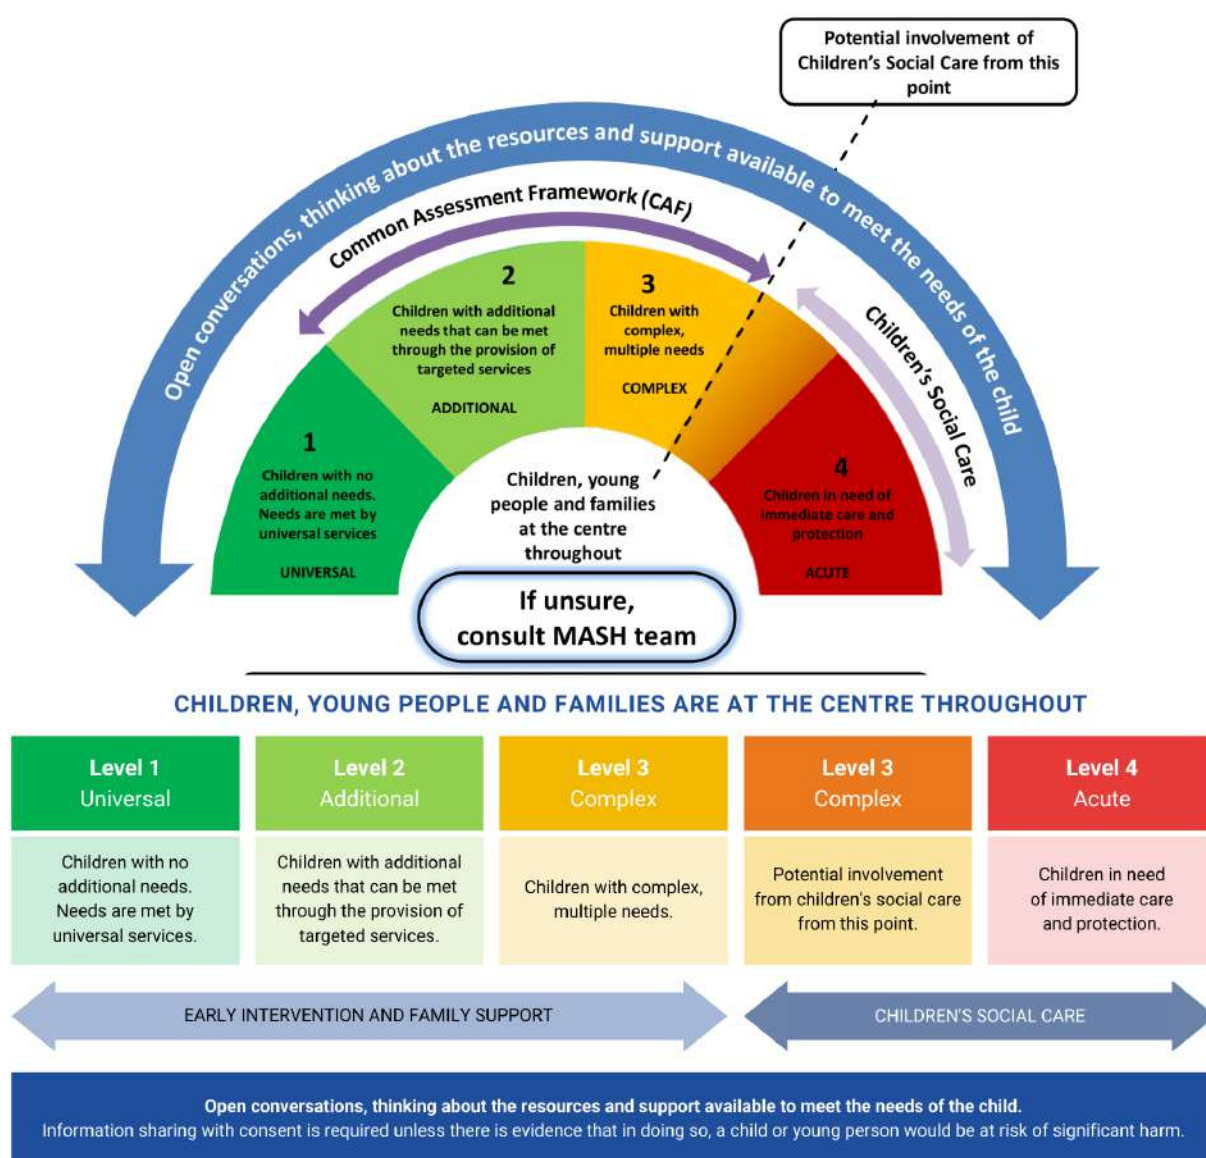 Potential involvement of
Children's Social Care from this
point
Open conversations, thinking about the resources and support available to meet the needs of the child
Common Assessment Framework (CAF)
Children's Social Care
1
Children with no
additional needs.
Needs are met by
universal services
UNIVERSAL
2
Children with additional
needs that can be met
through the provision of
targeted services
ADDITIONAL
3
Children with
complex,
multiple needs
COMPLEX
4
Children in need of
immediate care and
protection
ACUTE
Children, young
people and families
at the centre
throughout
If unsure,
consult MASH team
CHILDREN, YOUNG PEOPLE AND FAMILIES ARE AT THE CENTRE THROUGHOUT
Level 1
Universal
Children with no
additional needs.
Needs are met by
universal services.
Level 2
Additional
Children with additional
needs that can be met
through the provision of
targeted services.
Level 3
Complex
Children with complex,
multiple needs.
Level 3
Complex
Potential involvement
from children's social care
from this point.
Level 4
Acute
Children in need
of immediate care
and protection.
EARLY INTERVENTION AND FAMILY SUPPORT
CHILDREN'S SOCIAL CARE
Open conversations, thinking about the resources and support available to meet the needs of the child.
Information sharing with consent is required unless there is evidence that in doing so, a child or young person would be at risk of significant harm.